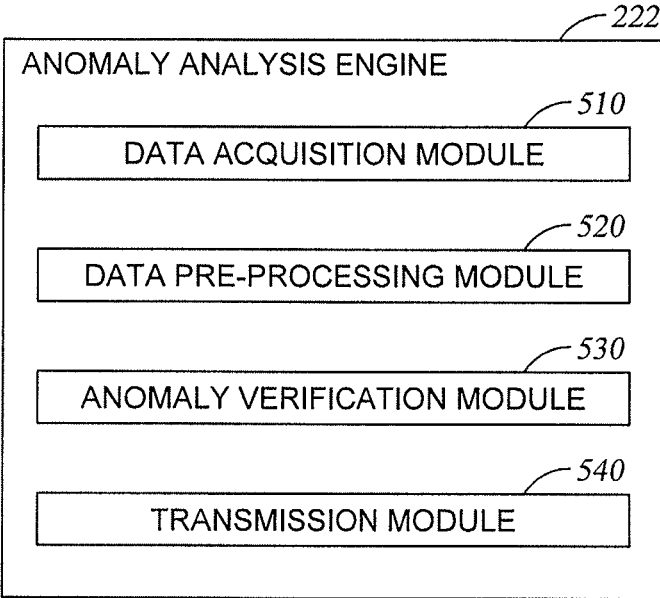 222
ANOMALY ANALYSIS ENGINE
510
DATA ACQUISITION MODULE
520
DATA PRE-PROCESSING MODULE
530
ANOMALY VERIFICATION MODULE
540
TRANSMISSION MODULE